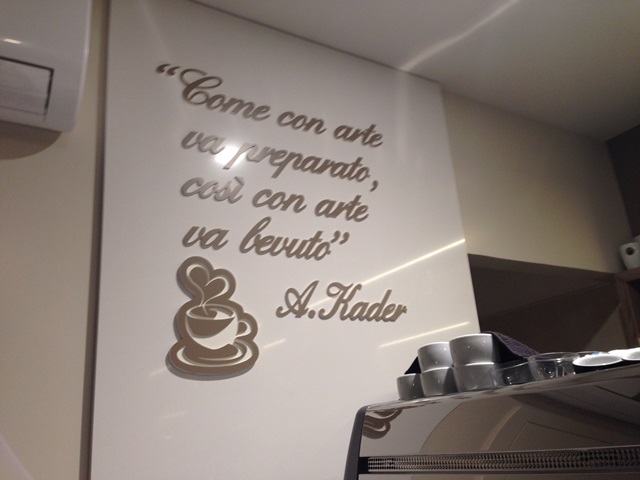 “Come con arte
va preparato,
così con arte
va bevuto”
A.Kader